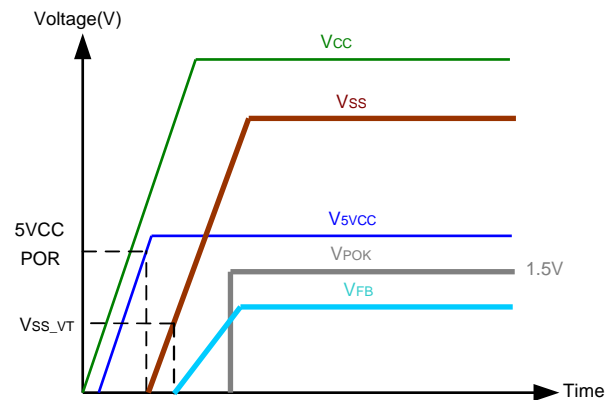 Voltage(V)
VCC
VSS
5VCC
POR
V5VCC
VPOK
1.5V
VFB
VSS_VT
Time